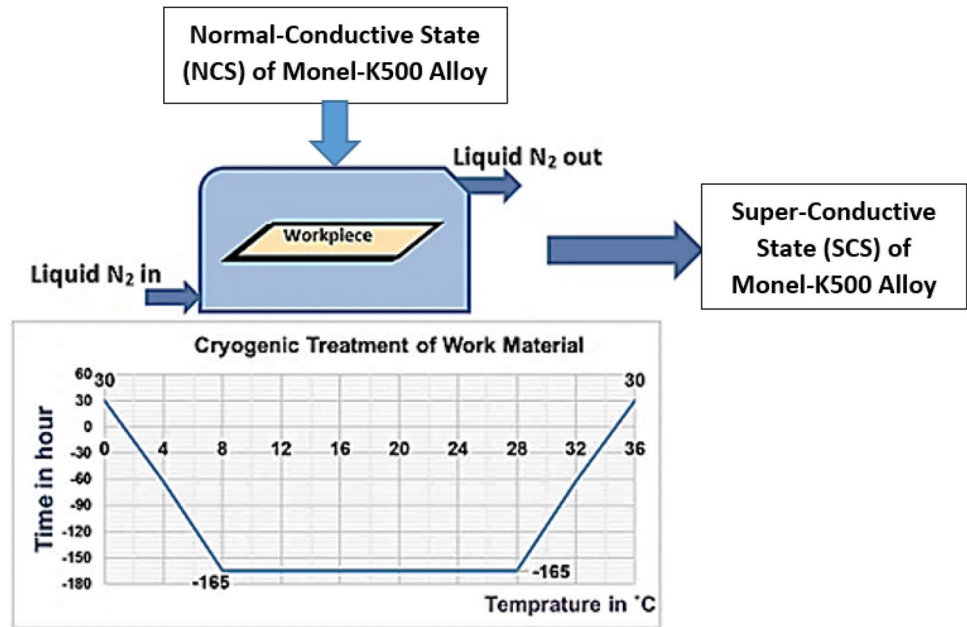 Normal-Conductive State
(NCS) of Monel-K500 Alloy
Liquid N₂ out
Workpiece
Super-Conductive
State (SCS) of
Monel-K500 Alloy
Liquid N₂ in
Cryogenic Treatment of Work Material
60
30
30
30
0
-30
0 4 8 12 16 20 24 28 32 36
-60
-90
-120
-150
-180
-165
-165
Time in hour
Temprature in ˚C